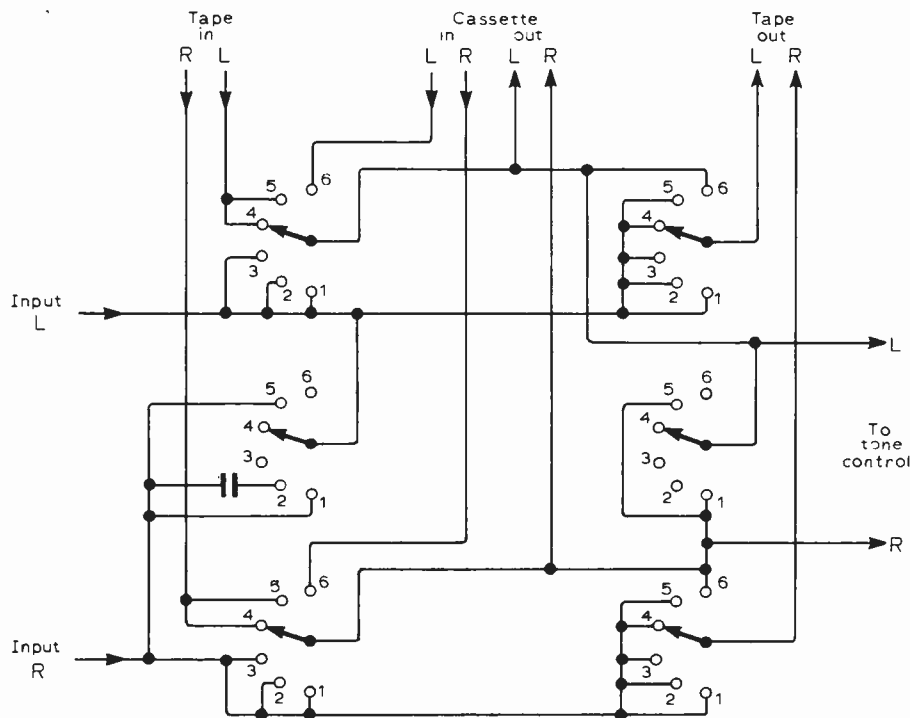 Tape in
R L
Cassette
in out
L R L R
Tape out
L R
5 6
4
3
2 1
5 6
4
3
2 1
Input L
L
5 6
4
3
2 1
5 6
4
3
2 1
To tone control
R
5 6
4
3
2 1
6
5
4
3
2 1
Input R